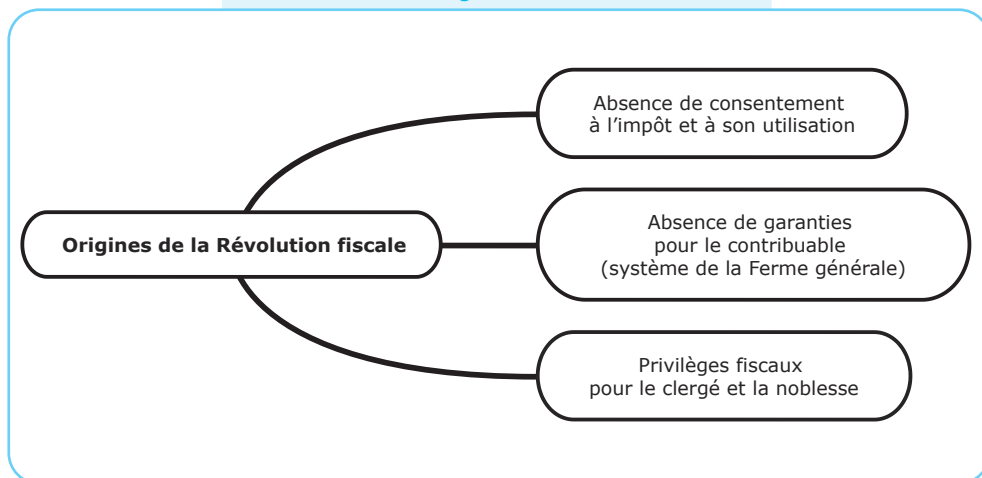 Origines de la Révolution fiscale
Absence de consentement
à l'impôt et à son utilisation
Absence de garanties
pour le contribuable
(système de la Ferme générale)
Privilèges fiscaux
pour le clergé et la noblesse